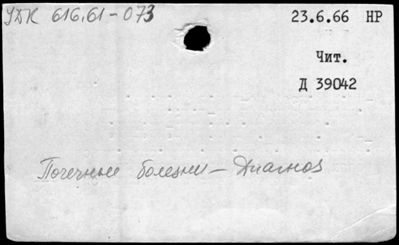 УДК 616.61-073
23.6.66 НР
Чит.
Д 39042
Почечные болезни – Диагноз